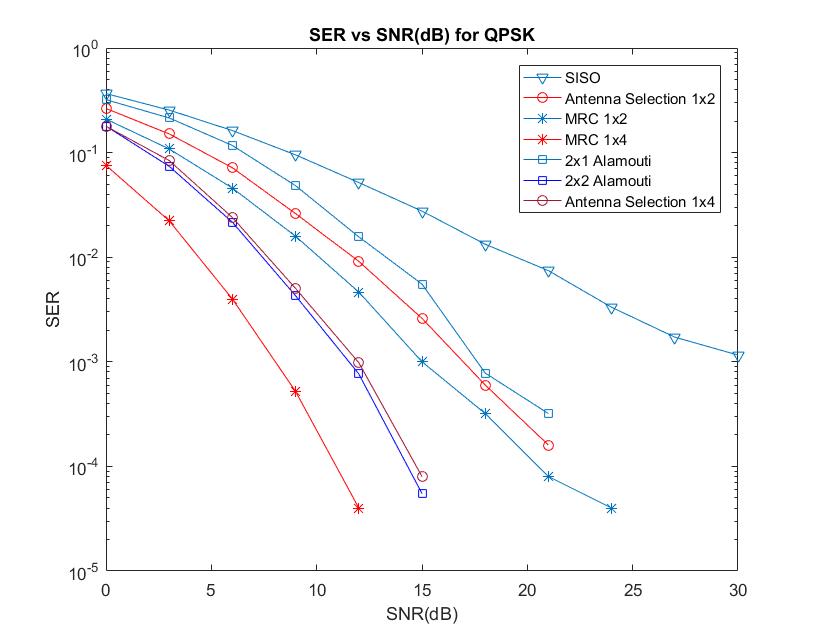 SER vs SNR(dB) for QPSK
SISO
Antenna Selection 1x2
MRC 1x2
MRC 1x4
2x1 Alamouti
2x2 Alamouti
Antenna Selection 1x4
10^0
10^-1
10^-2
10^-3
10^-4
10^-5
SER
0 5 10 15 20 25 30
SNR(dB)